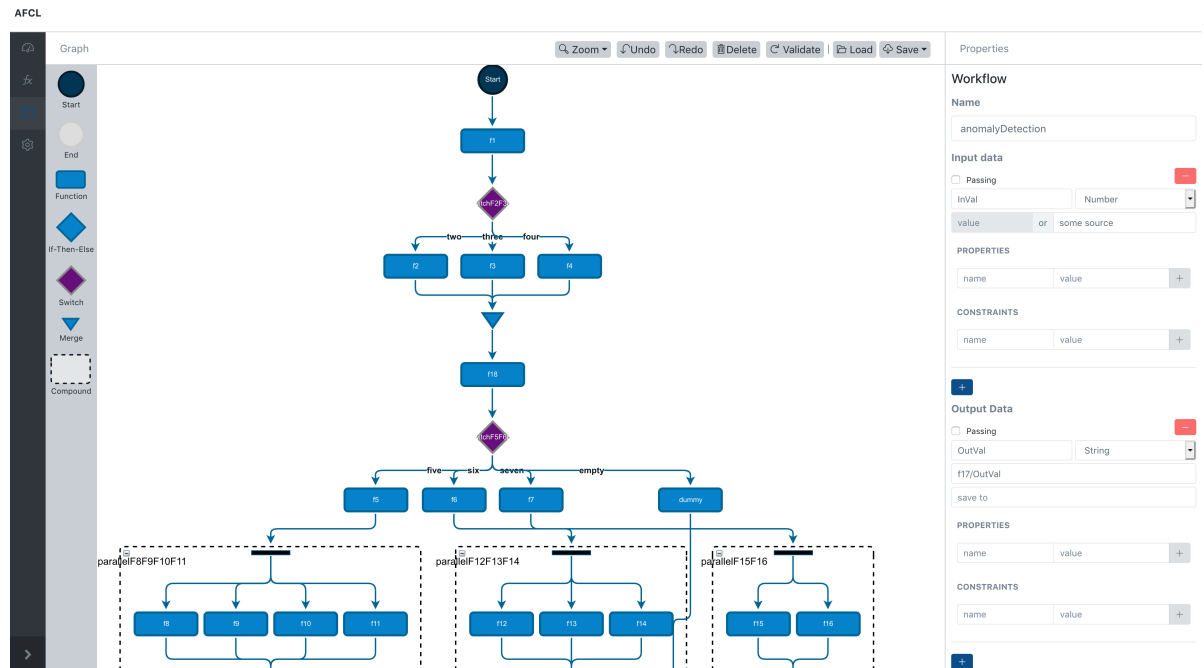 AFCL
Graph
Zoom
Undo
Redo
Delete
Validate
|
Load
Save
Properties
Start
End
Function
If-Then-Else
Switch
Merge
Compound
Start
f1
itchF2F3
two
three
four
f2
f3
f4
f18
itchF5F6
five
six
seven
empty
f5
f6
f7
dummy
parallelF8F9F10F11
parallelF12F13F14
parallelF15F16
f8
f9
f10
f11
f12
f13
f14
f15
f16
Workflow
Name
anomalyDetection
Input data
Passing
InVal
Number
value
or
some source
PROPERTIES
name
value
+
CONSTRAINTS
name
value
+
+
Output Data
Passing
OutVal
String
f17/OutVal
save to
PROPERTIES
name
value
+
CONSTRAINTS
name
value
+
+